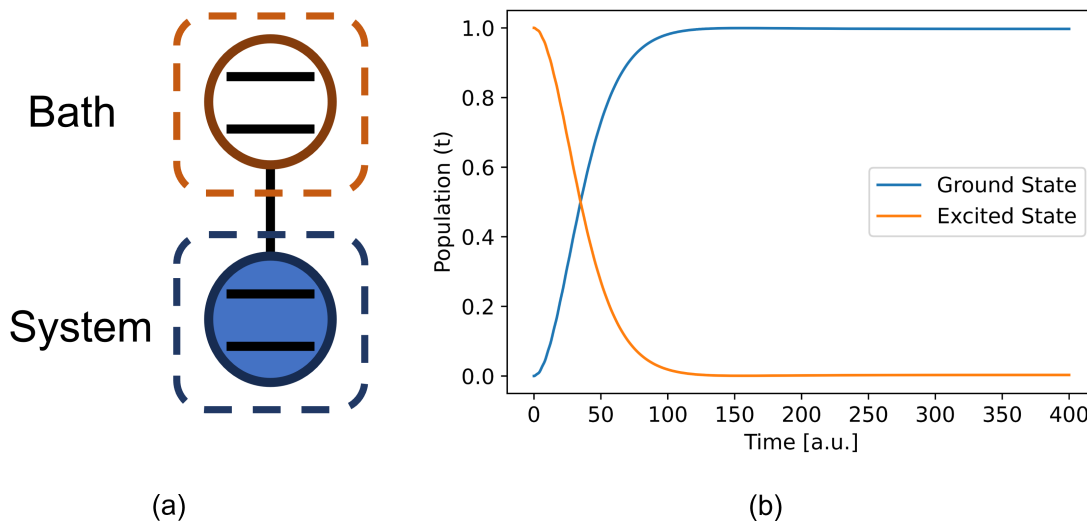 Bath
System
(a)
Population (t)
1.0
0.8
0.6
0.4
0.2
0.0
Ground State
Excited State
0
50
100
150
200
250
300
350
400
Time [a.u.]
(b)